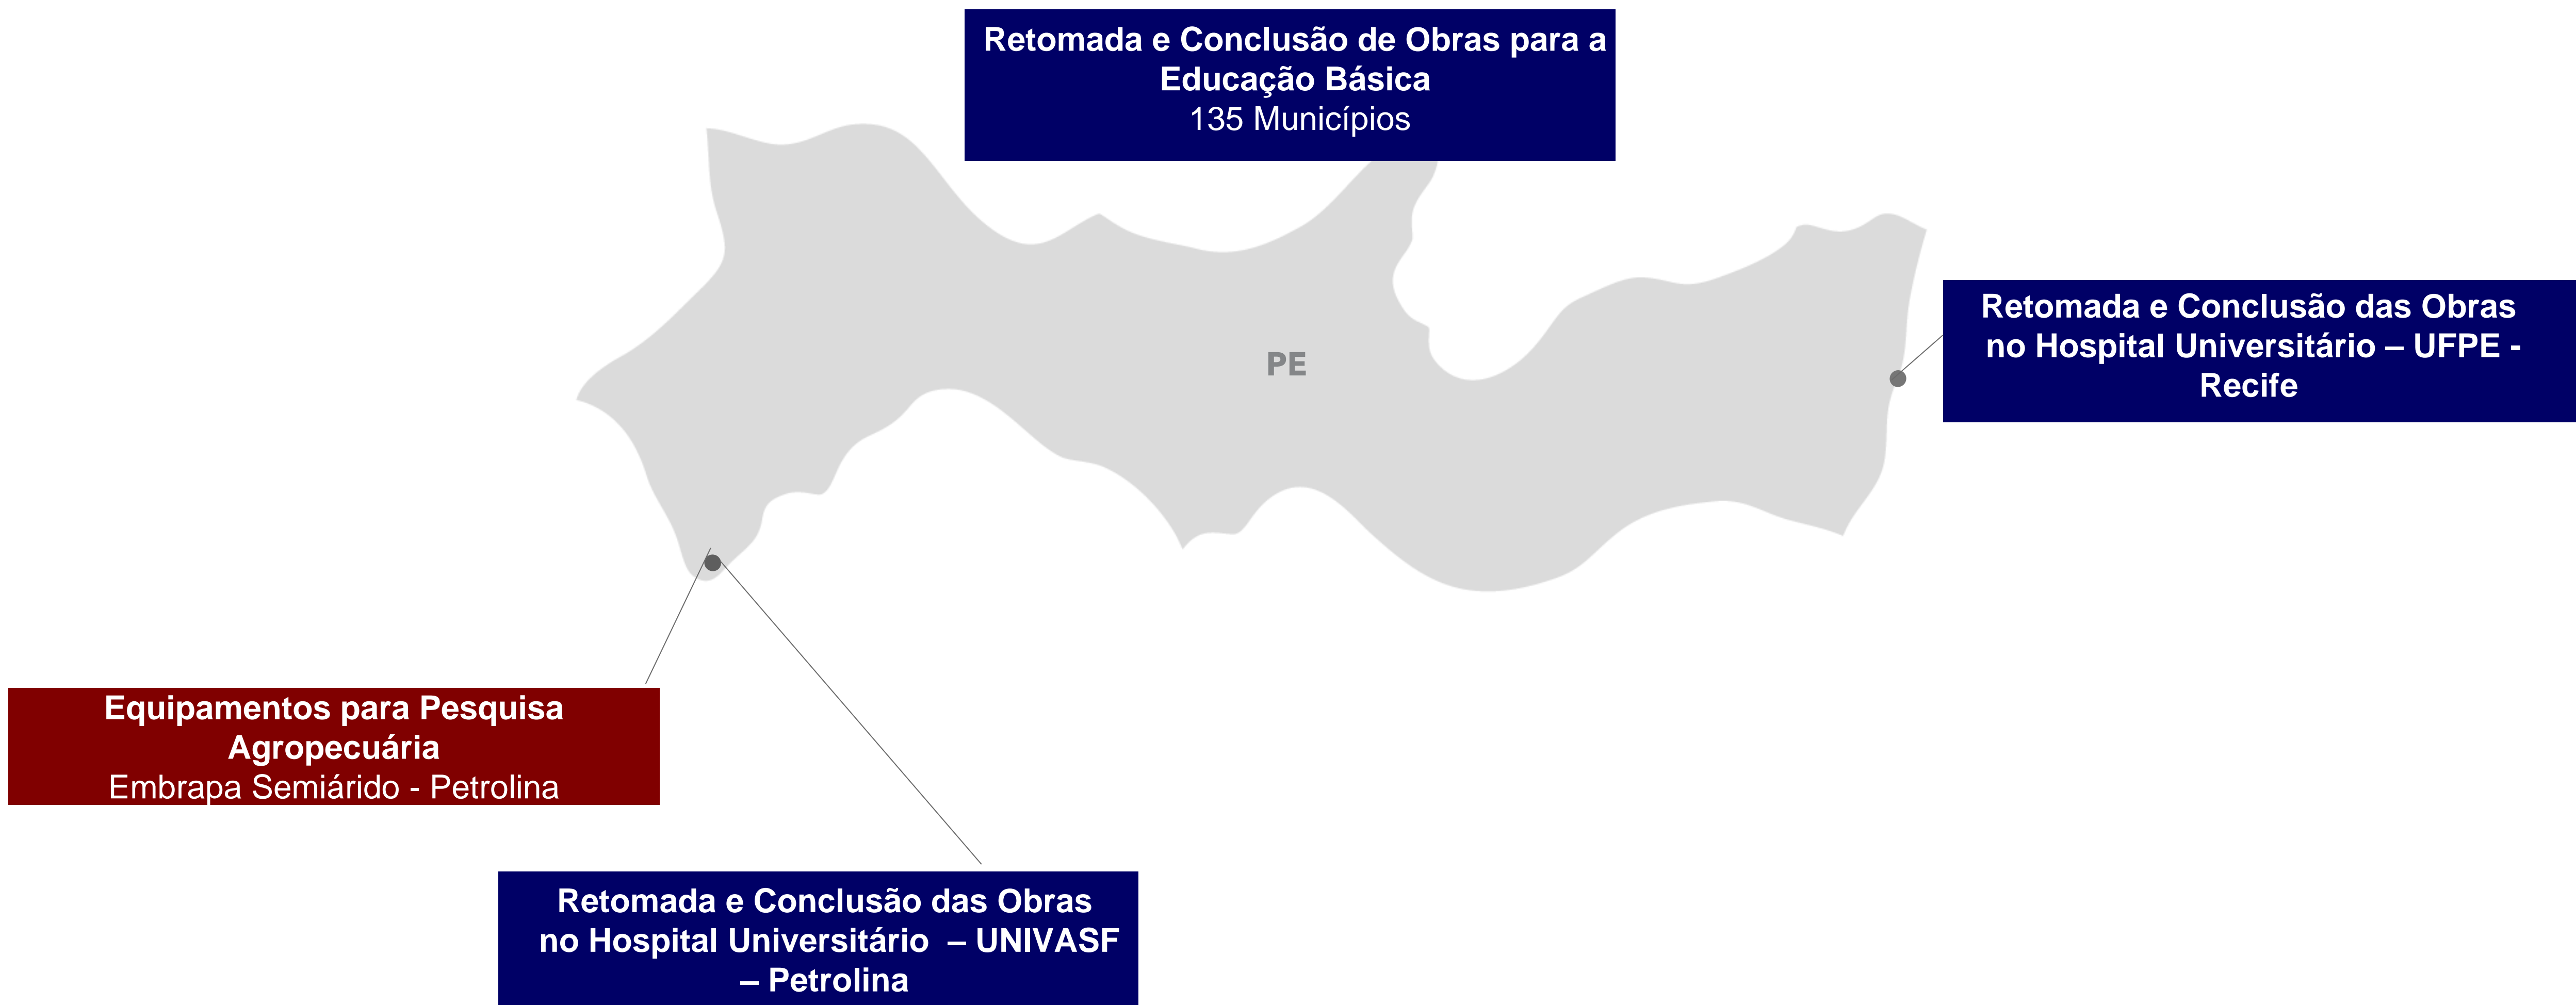 Retomada e Conclusão de Obras para a
Educação Básica
135 Municípios
Retomada e Conclusão das Obras
no Hospital Universitário – UFPE -
Recife
PE
Equipamentos para Pesquisa
Agropecuária
Embrapa Semiárido - Petrolina
Retomada e Conclusão das Obras
no Hospital Universitário – UNIVASF
– Petrolina